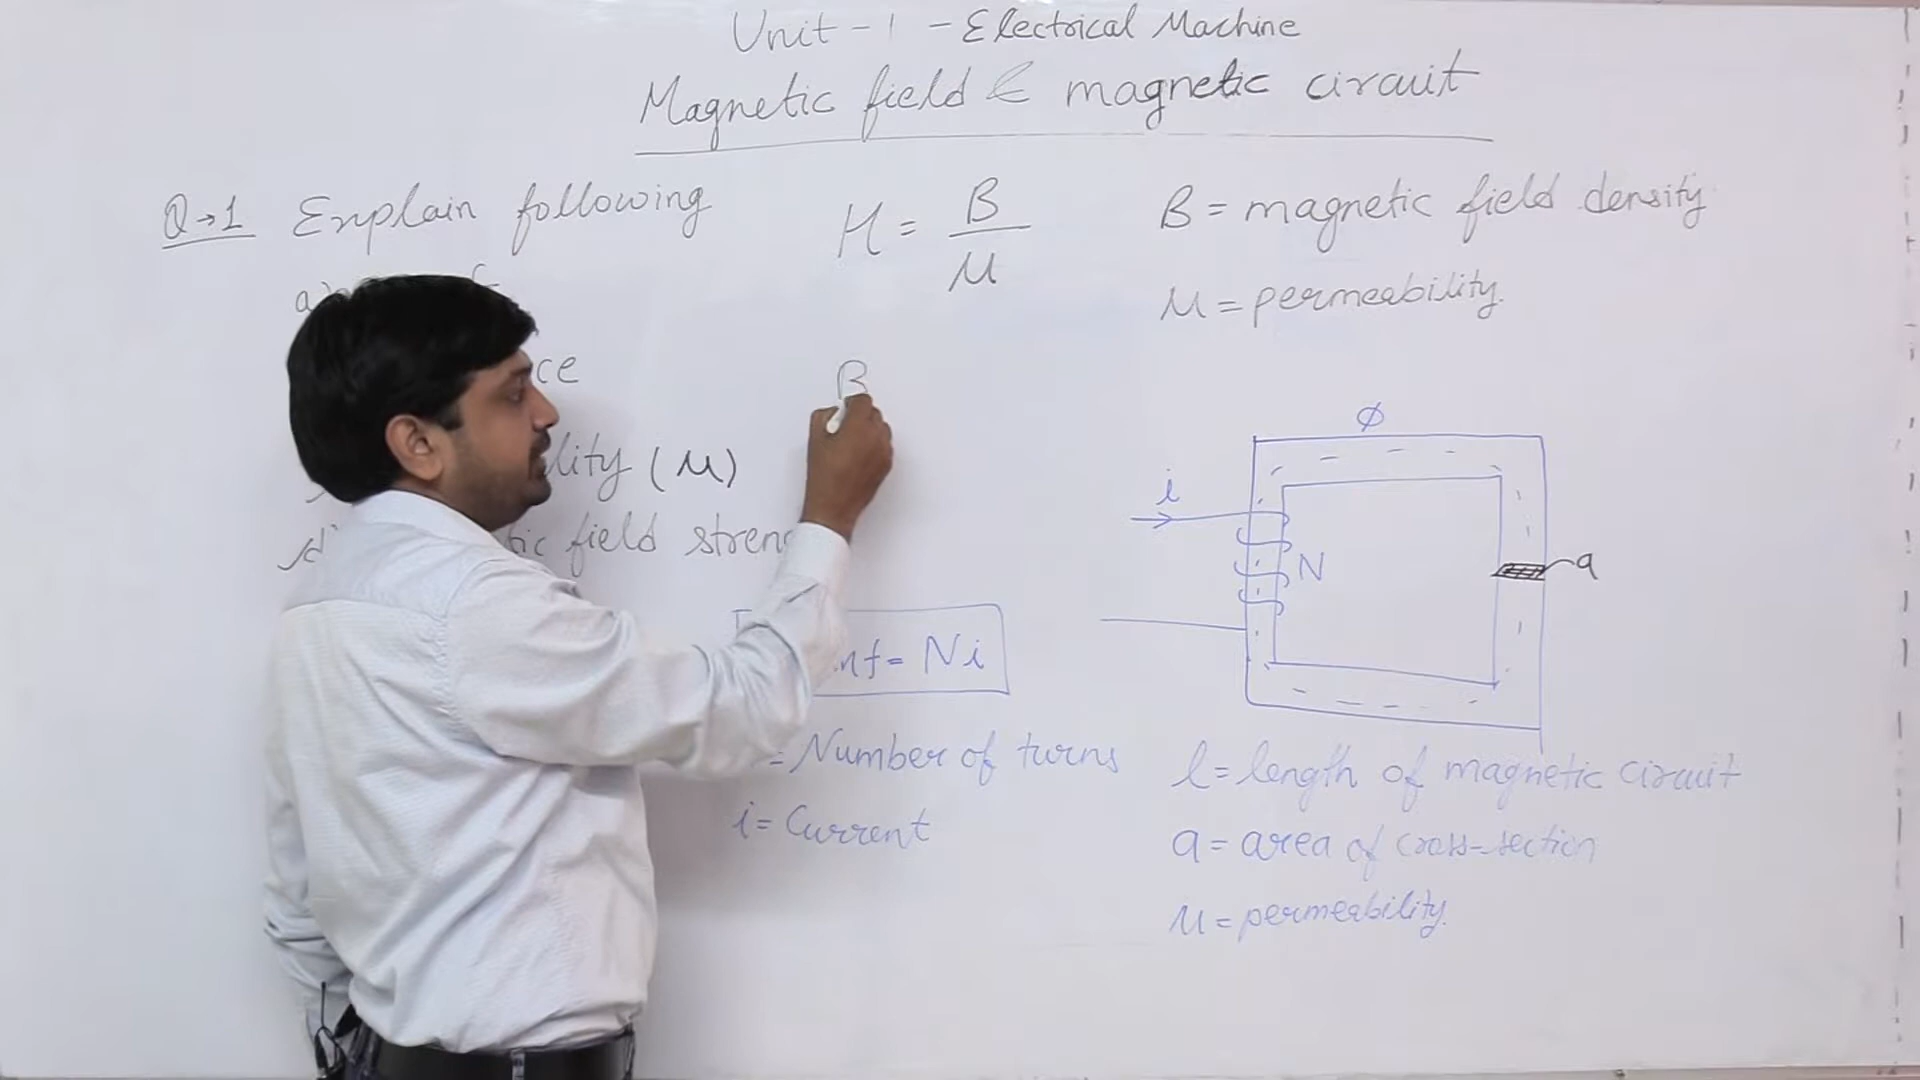 Unit - 1 - Electrical Machine
Magnetic field & magnetic circuit
Q→1 Explain following
a)
ce
lity (μ)
d) tic field stren
H = B / μ
B = magnetic field density
μ = permeability.
B
mf = Ni
= Number of turns
i = Current
Φ
i
N
a
l = length of magnetic circuit
a = area of cross-section
μ = permeability.